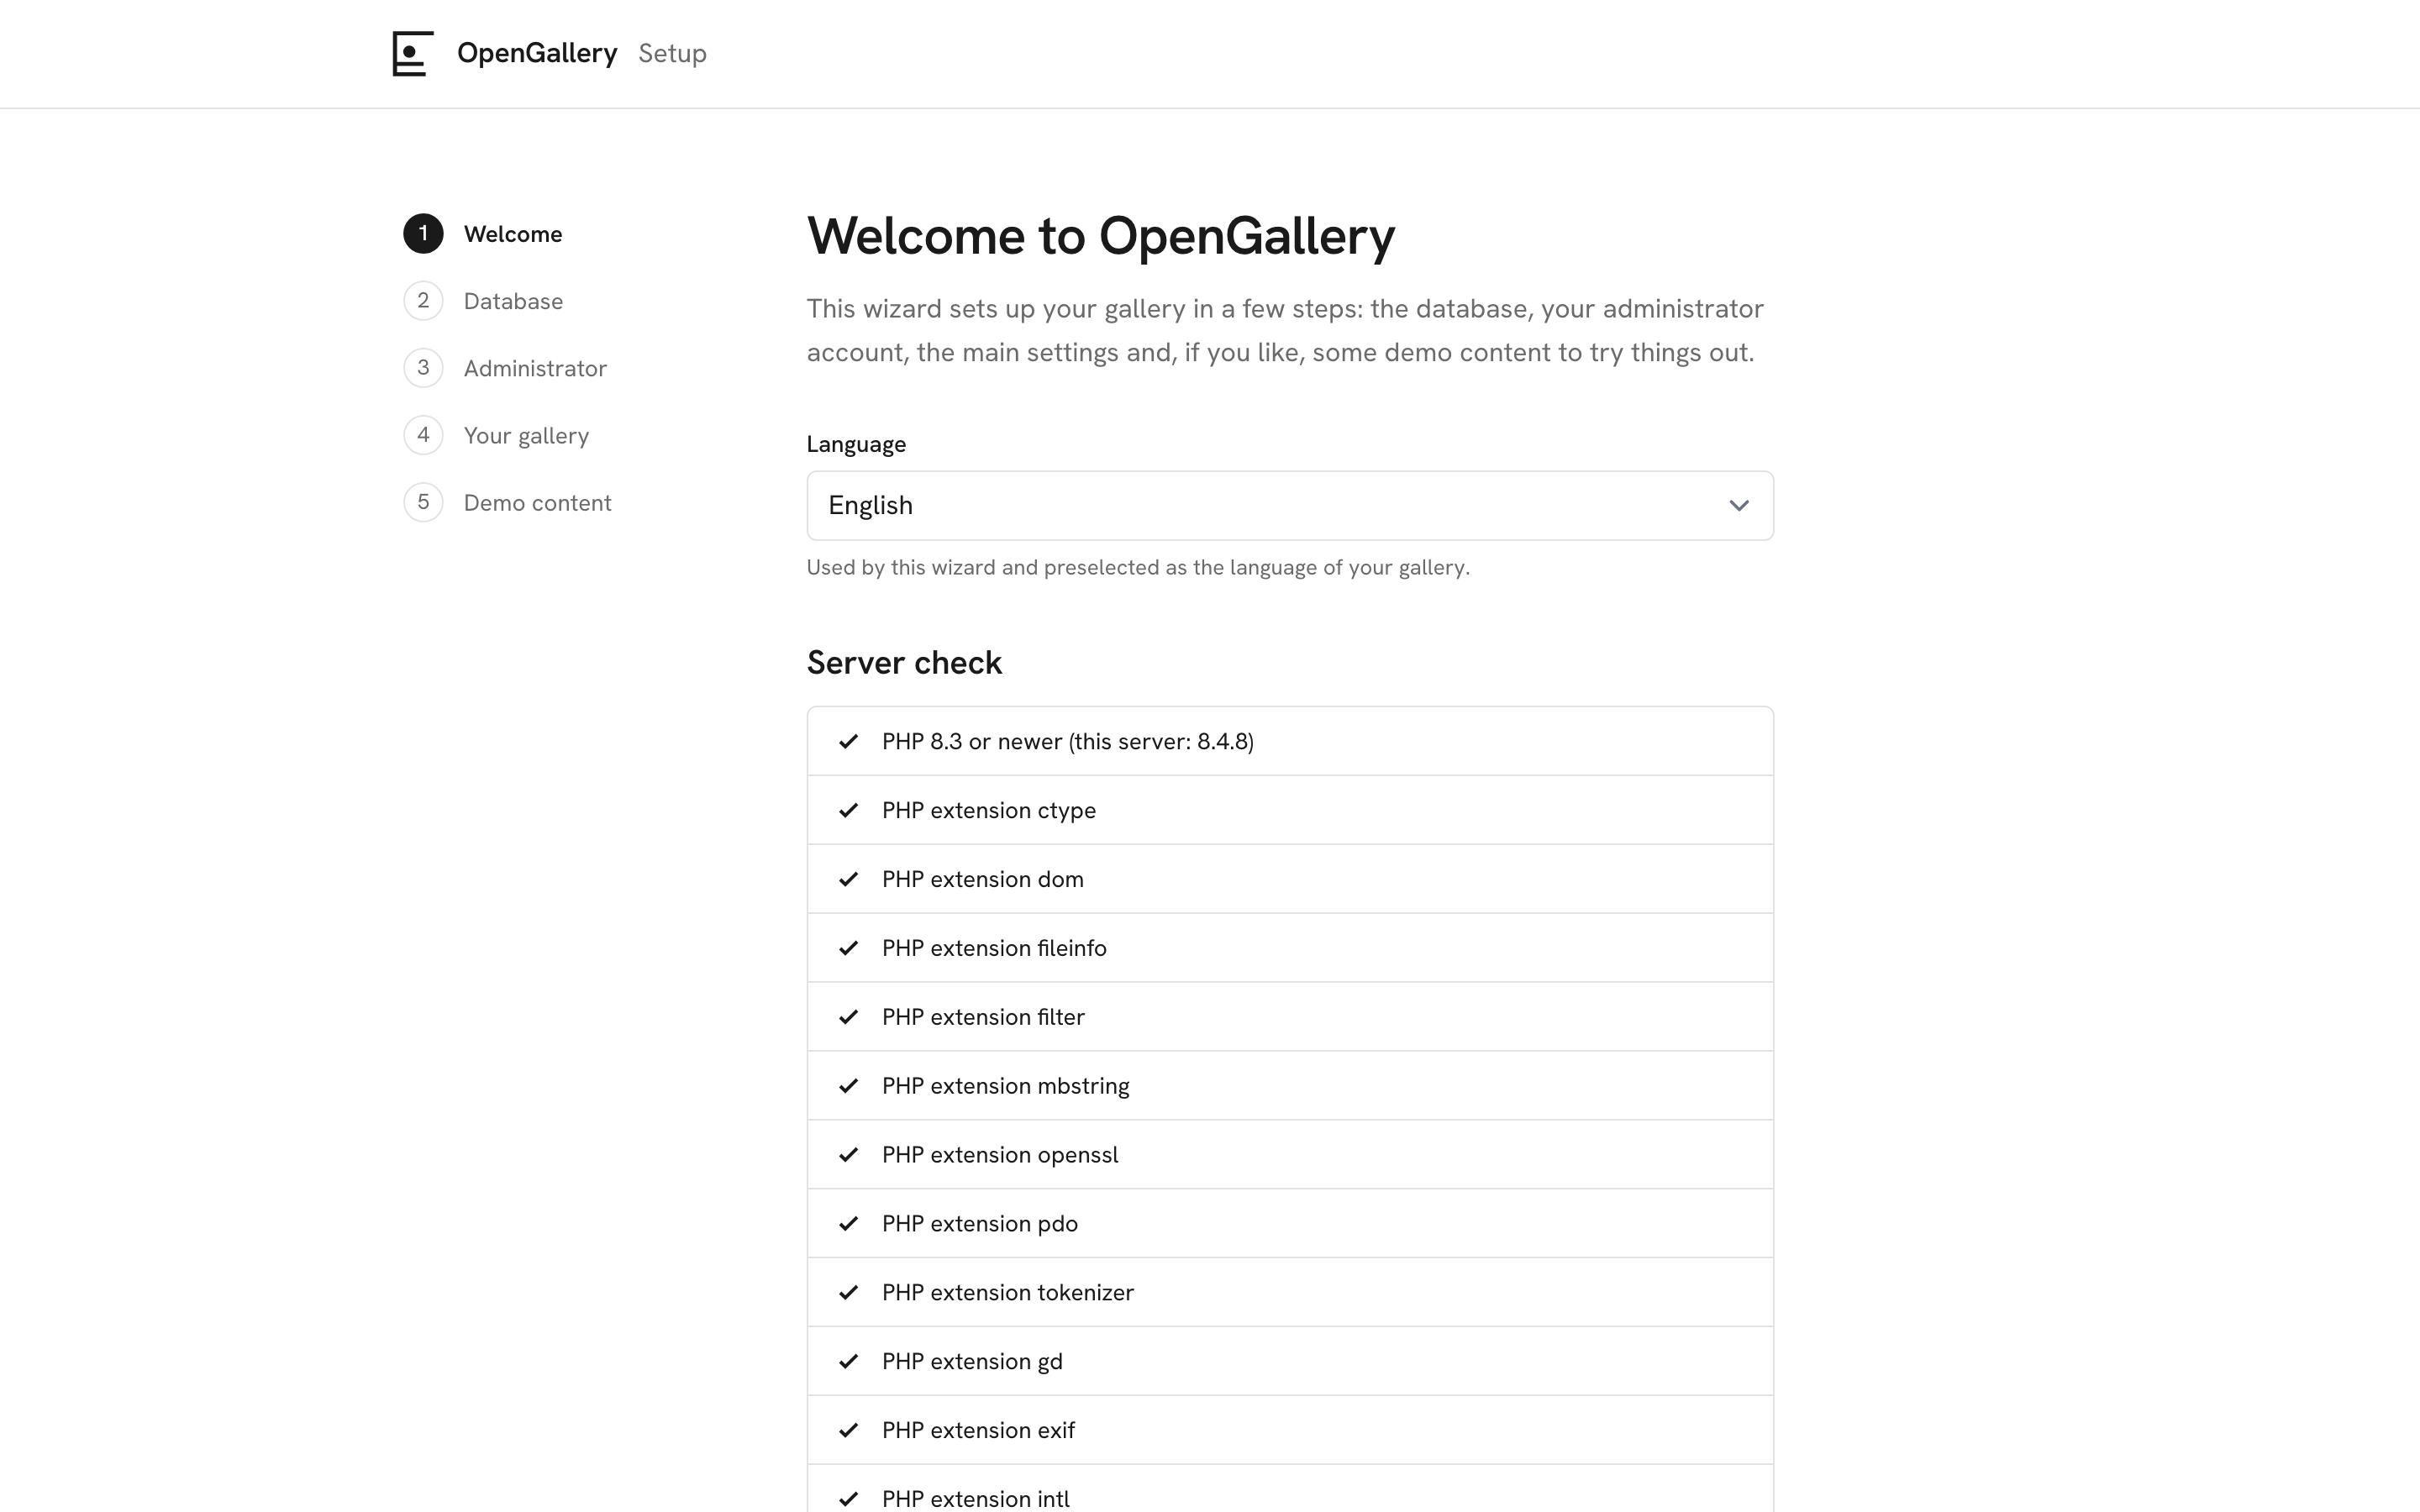 OpenGallery Setup
1 Welcome
2 Database
3 Administrator
4 Your gallery
5 Demo content
Welcome to OpenGallery
This wizard sets up your gallery in a few steps: the database, your administrator
account, the main settings and, if you like, some demo content to try things out.
Language
English
Used by this wizard and preselected as the language of your gallery.
Server check
PHP 8.3 or newer (this server: 8.4.8)
PHP extension ctype
PHP extension dom
PHP extension fileinfo
PHP extension filter
PHP extension mbstring
PHP extension openssl
PHP extension pdo
PHP extension tokenizer
PHP extension gd
PHP extension exif
PHP extension intl